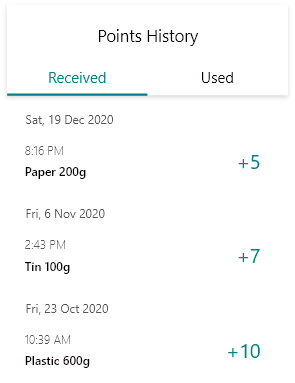 Points History
Received Used
Sat, 19 Dec 2020
8:16 PM
Paper 200g
+5
Fri, 6 Nov 2020
2:43 PM
Tin 100g
+7
Fri, 23 Oct 2020
10:39 AM
Plastic 600g
+10